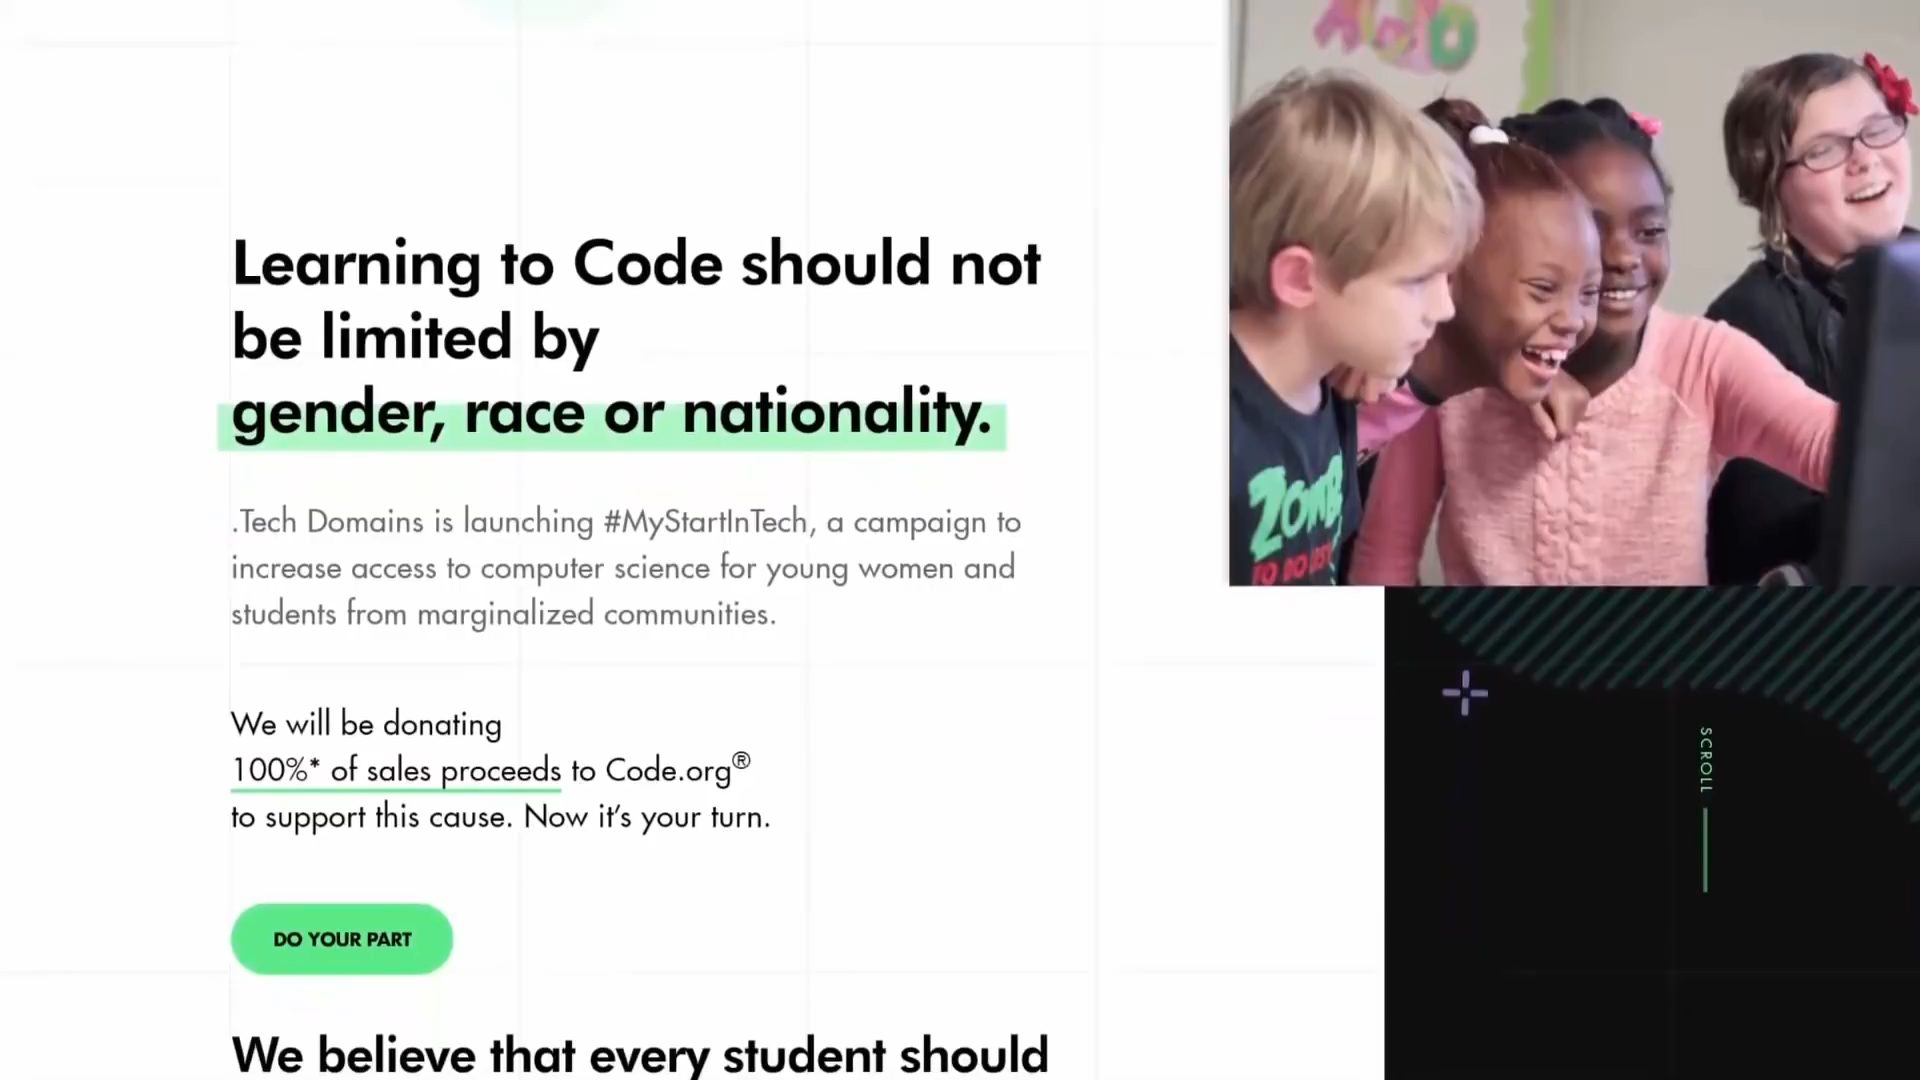 Learning to Code should not
be limited by
gender, race or nationality.
.Tech Domains is launching #MyStartInTech, a campaign to
increase access to computer science for young women and
students from marginalized communities.
We will be donating
100%* of sales proceeds to Code.org®
to support this cause. Now it's your turn.
DO YOUR PART
We believe that every student should
SCROLL